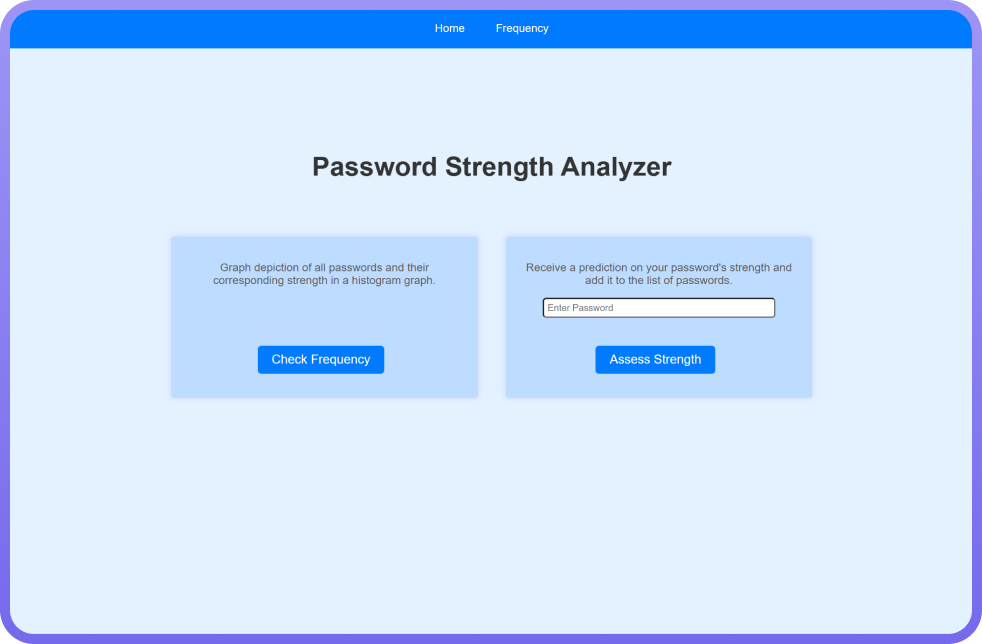 Home Frequency
Password Strength Analyzer
Graph depiction of all passwords and their
corresponding strength in a histogram graph.
Check Frequency
Receive a prediction on your password's strength and
add it to the list of passwords.
Enter Password
Assess Strength